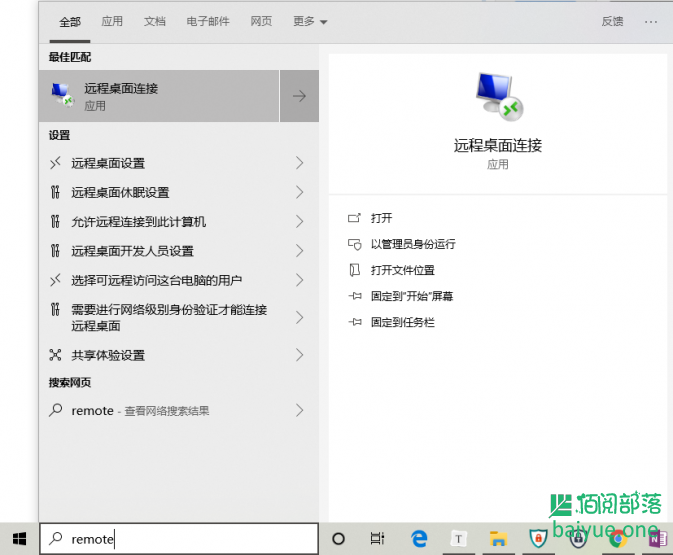 全部 应用 文档 电子邮件 网页 更多 反馈 ...
最佳匹配
远程桌面连接
应用
设置
远程桌面设置
远程桌面休眠设置
允许远程连接到此计算机
远程桌面开发人员设置
选择可远程访问这台电脑的用户
需要进行网络级别身份验证才能连接
远程桌面
共享体验设置
搜索网页
remote - 查看网络搜索结果
远程桌面连接
应用
打开
以管理员身份运行
打开文件位置
固定到"开始"屏幕
固定到任务栏
佰阅部落
baiyue.one
remote
T
N